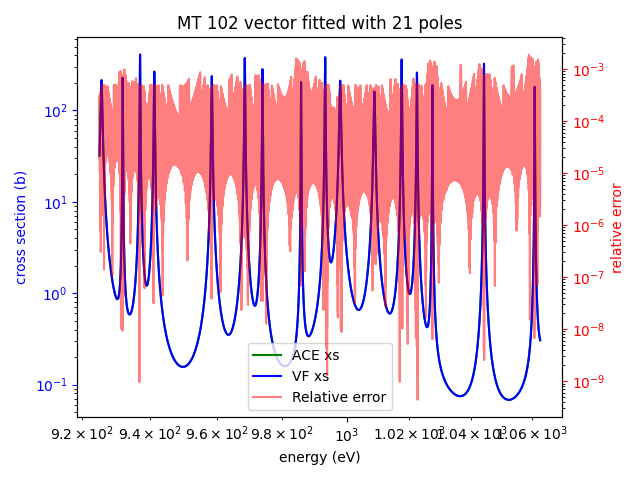 MT 102 vector fitted with 21 poles
cross section (b)
10²
10¹
10⁰
10⁻¹
10⁻³
10⁻⁴
10⁻⁵
10⁻⁶
10⁻⁷
10⁻⁸
10⁻⁹
relative error
ACE xs
VF xs
Relative error
9.2 × 10² 9.4 × 10² 9.6 × 10² 9.8 × 10² 10³ 1.02 × 10³ 1.04 × 10³ 1.06 × 10³
energy (eV)